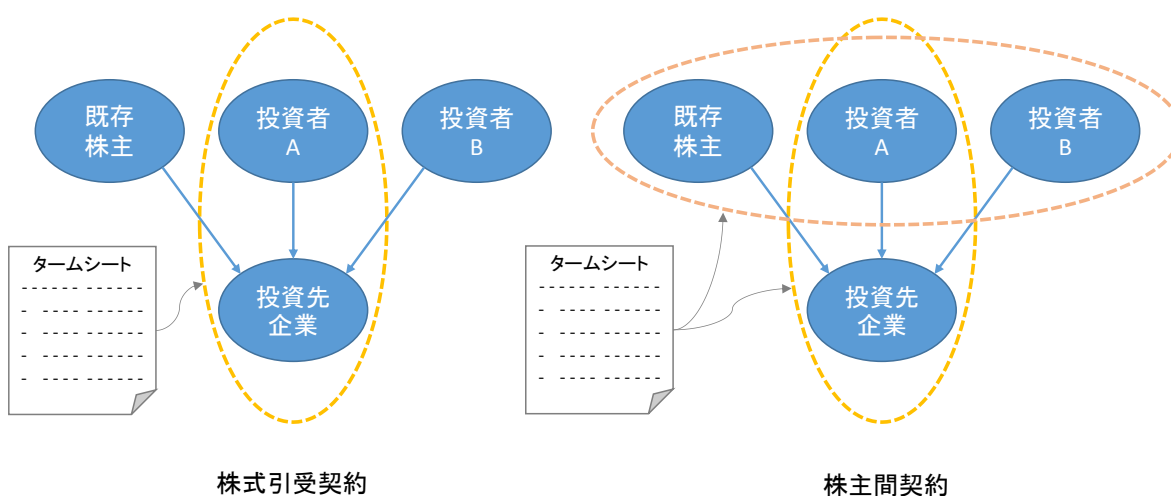 既存
株主
投資者
A
投資者
B
タームシート
投資先
企業
株式引受契約
既存
株主
投資者
A
投資者
B
タームシート
投資先
企業
株主間契約